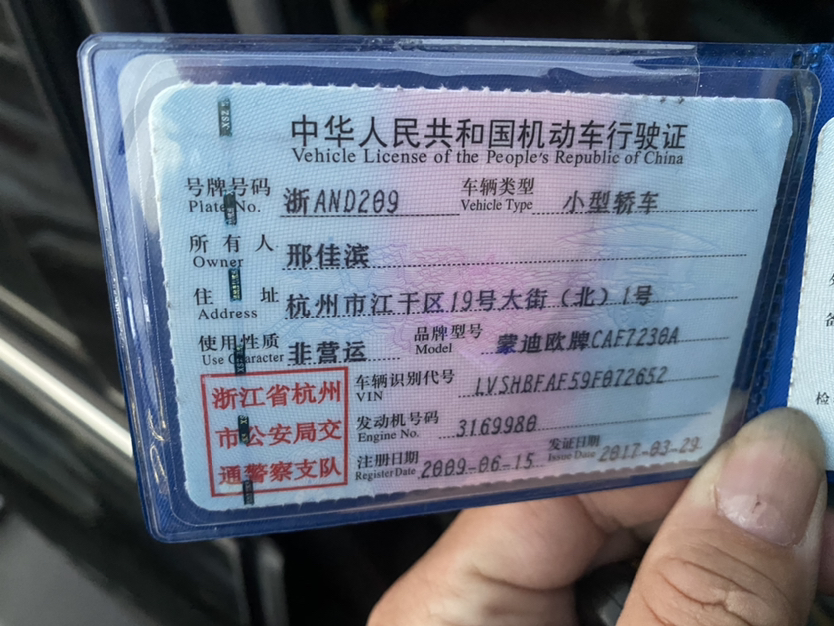 中华人民共和国机动车行驶证
Vehicle License of the People's Republic of China
号牌号码 浙AND209 车辆类型 小型轿车
Plate No. Vehicle Type
所有人 邢佳滨
Owner
住址 杭州市江干区19号大街（北）1号
Address
使用性质 非营运 品牌型号 蒙迪欧牌CAF7230A
Use Character Model
浙江省杭州
市公安局交
通警察支队
车辆识别代号 LVSHBFAF59F072652
VIN
发动机号码 3169980
Engine No.
注册日期 2009-06-15 发证日期 2017-03-29
Register Date Issue Date
检